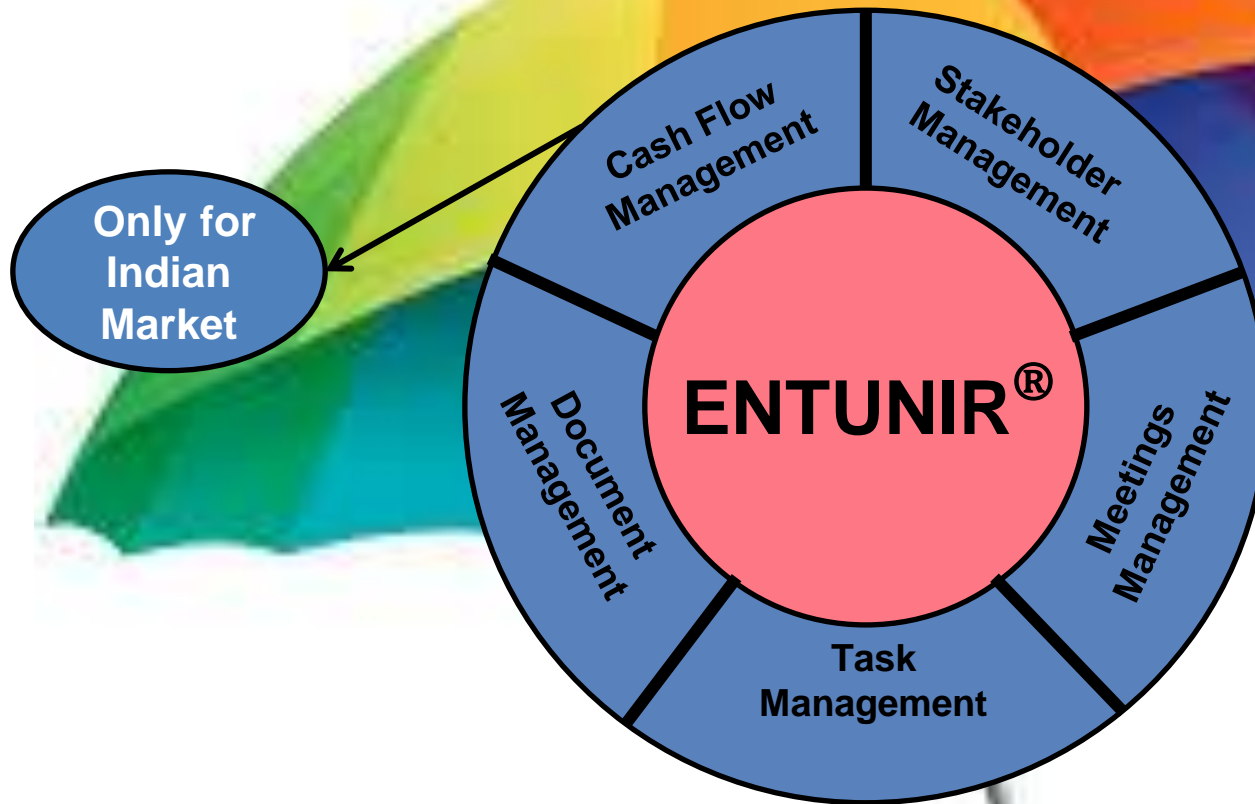 Cash Flow
Management
Stakeholder
Management
Only for
Indian
Market
ENTUNIR®
Document
Management
Meetings
Management
Task
Management